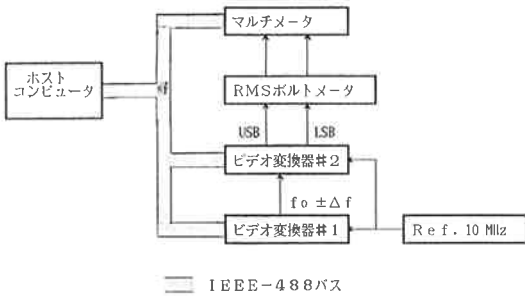 マルチメータ
ホスト
コンピュータ
RMSボルトメータ
USB
LSB
ビデオ変換器#2
fo±Δf
ビデオ変換器#1
Ref. 10 MHz
IEEE-488バス